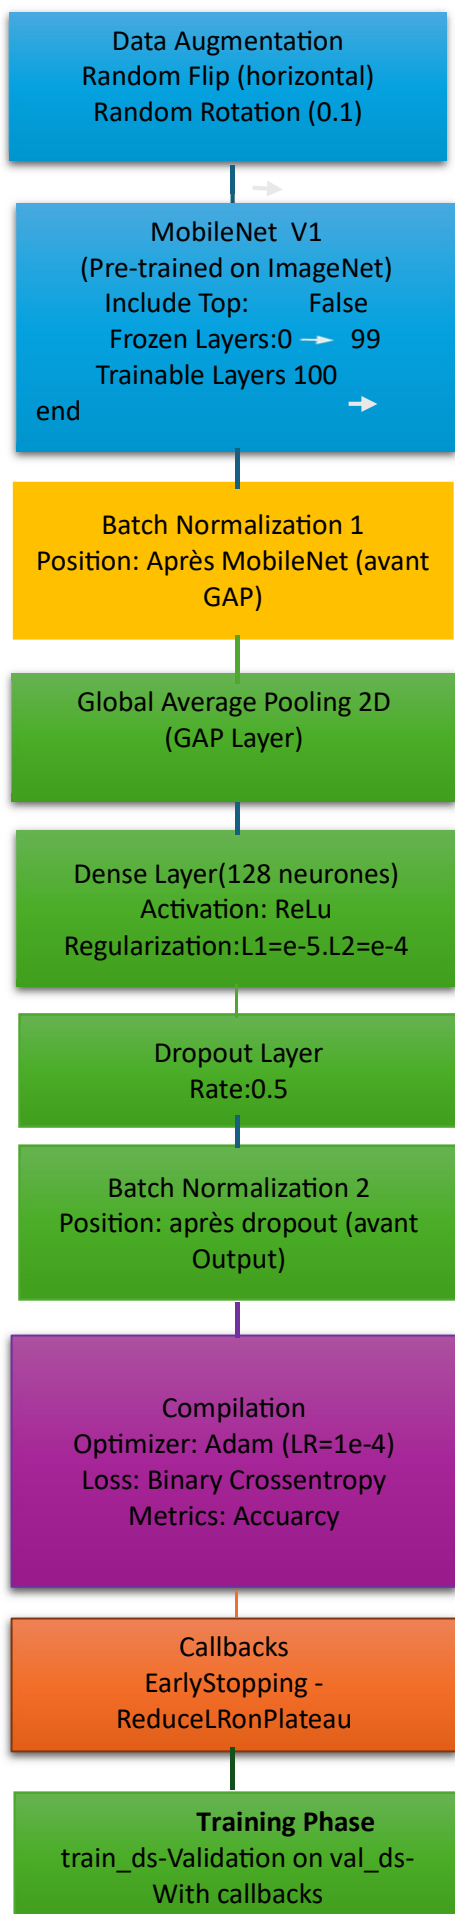 Data Augmentation
Random Flip (horizontal)
Random Rotation (0.1)
MobileNet V1
(Pre-trained on ImageNet)
Include Top: False
Frozen Layers:0 → 99
Trainable Layers 100
end →
Batch Normalization 1
Position: Après MobileNet (avant
GAP)
Global Average Pooling 2D
(GAP Layer)
Dense Layer(128 neurones)
Activation: ReLu
Regularization:L1=e-5.L2=e-4
Dropout Layer
Rate:0.5
Batch Normalization 2
Position: après dropout (avant
Output)
Compilation
Optimizer: Adam (LR=1e-4)
Loss: Binary Crossentropy
Metrics: Accuarcy
Callbacks
EarlyStopping -
ReduceLRonPlateau
Training Phase
train_ds-Validation on val_ds-
With callbacks